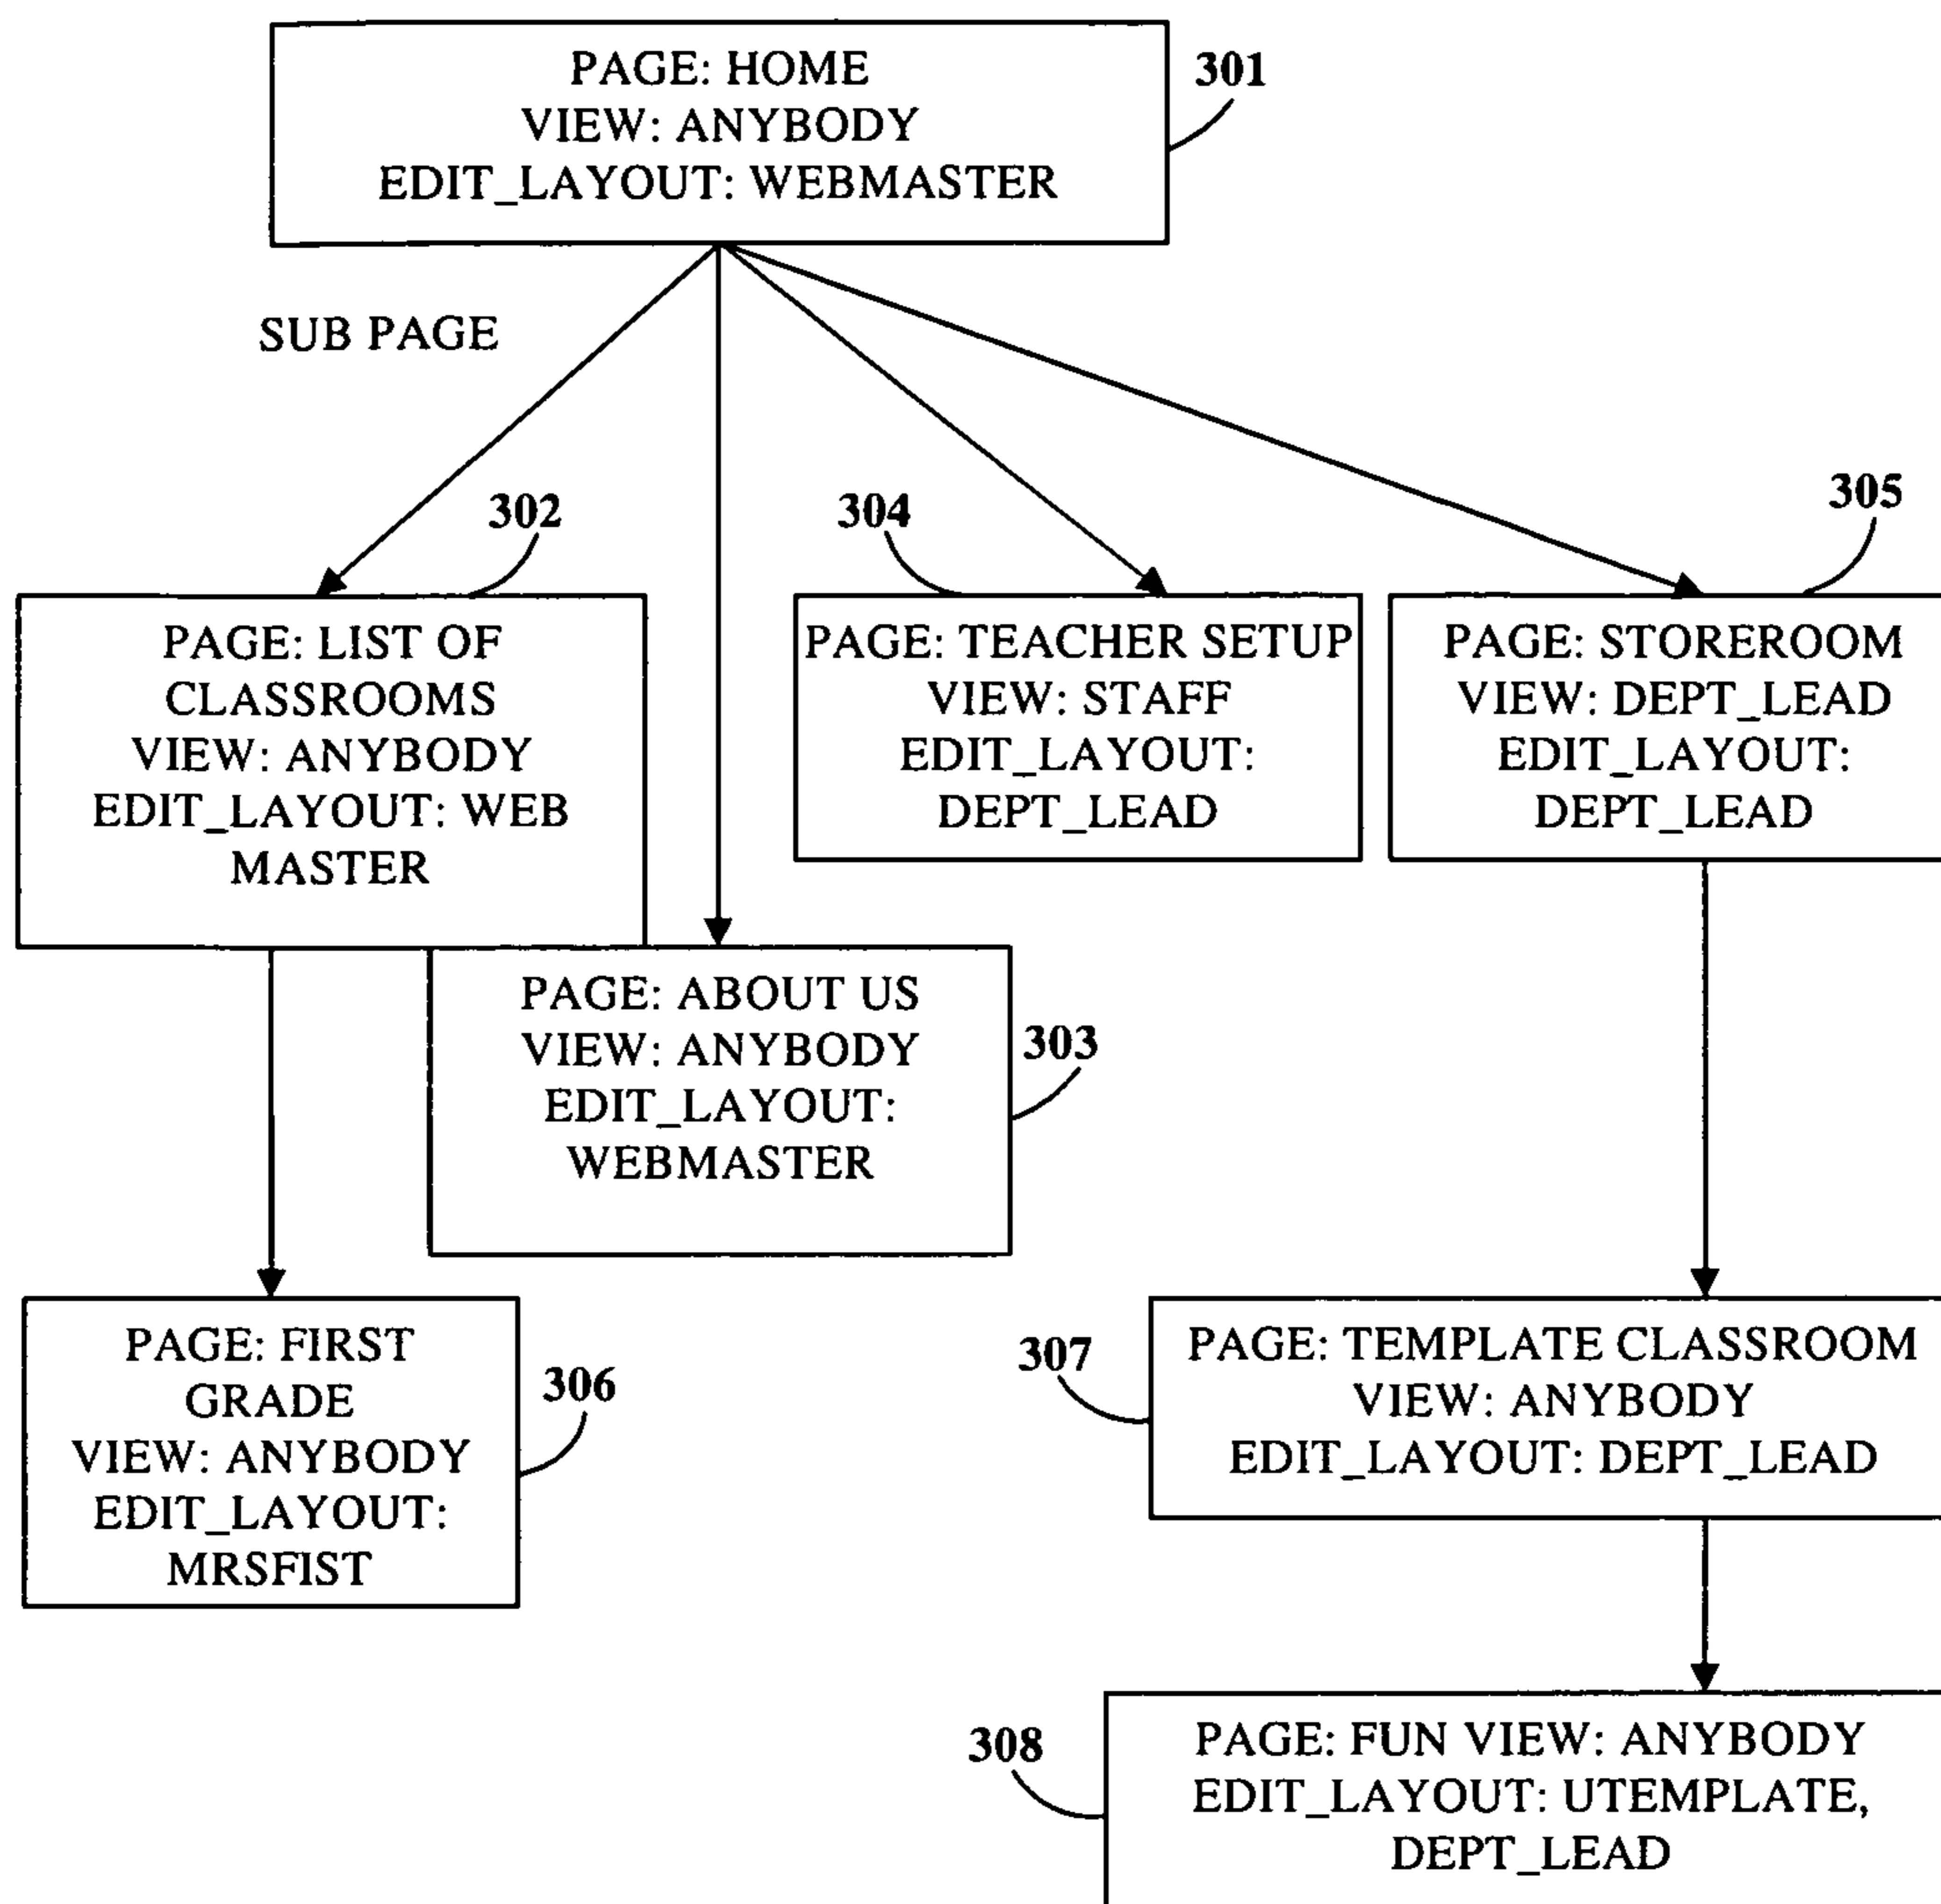 PAGE: HOME
VIEW: ANYBODY
EDIT_LAYOUT: WEBMASTER
301
SUB PAGE
302
PAGE: LIST OF
CLASSROOMS
VIEW: ANYBODY
EDIT_LAYOUT: WEB
MASTER
304
PAGE: TEACHER SETUP
VIEW: STAFF
EDIT_LAYOUT:
DEPT_LEAD
305
PAGE: STOREROOM
VIEW: DEPT_LEAD
EDIT_LAYOUT:
DEPT_LEAD
PAGE: ABOUT US
VIEW: ANYBODY
EDIT_LAYOUT:
WEBMASTER
303
PAGE: FIRST
GRADE
VIEW: ANYBODY
EDIT_LAYOUT:
MRSFIST
306
307
PAGE: TEMPLATE CLASSROOM
VIEW: ANYBODY
EDIT_LAYOUT: DEPT_LEAD
308
PAGE: FUN VIEW: ANYBODY
EDIT_LAYOUT: UTEMPLATE,
DEPT_LEAD